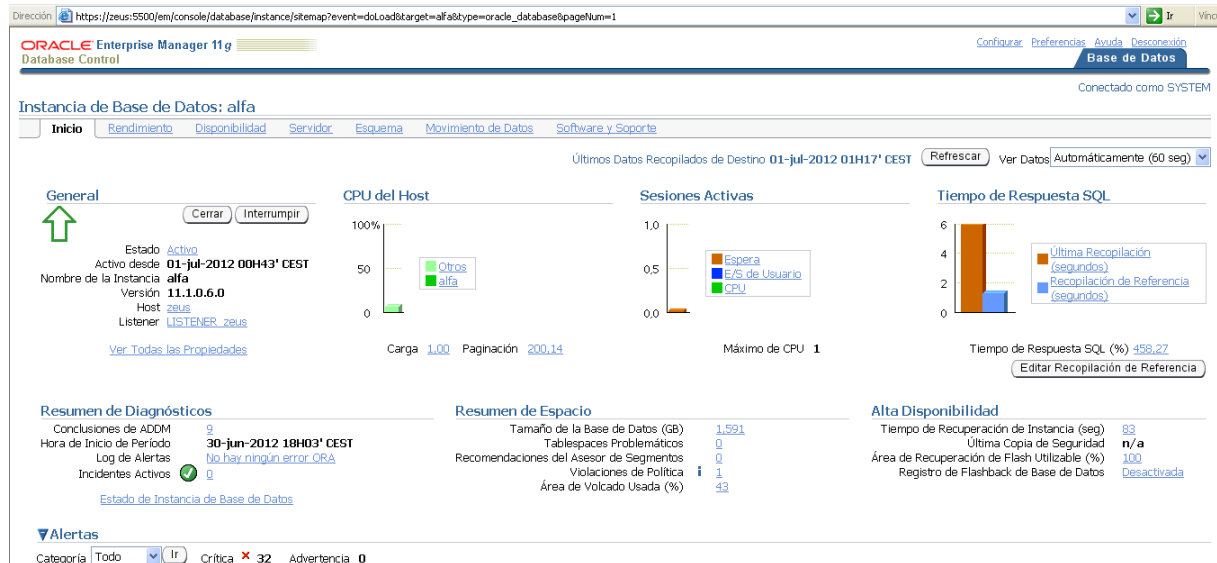 Dirección https://zeus:5500/em/console/database/instance/sitemap?event=doLoad&target=alfa&type=oracle_database&pageNum=1 Ir
ORACLE Enterprise Manager 11g
Database Control
Configurar Preferencias Ayuda Desconexión
Base de Datos
Conectado como SYSTEM
Instancia de Base de Datos: alfa
Inicio Rendimiento Disponibilidad Servidor Esquema Movimiento de Datos Software y Soporte
Últimos Datos Recopilados de Destino 01-jul-2012 01H17' CEST Refrescar Ver Datos Automáticamente (60 seg)
General
Cerrar Interrumpir
Estado Activo
Activo desde 01-jul-2012 00H43' CEST
Nombre de la Instancia alfa
Versión 11.1.0.6.0
Host zeus
Listener LISTENER_zeus
Ver Todas las Propiedades
CPU del Host
100%
50
0
Otros
alfa
Carga 1,00 Paginación 200,14
Sesiones Activas
1,0
0,5
0,0
Espera
E/S de Usuario
CPU
Máximo de CPU 1
Tiempo de Respuesta SQL
6
4
2
0
Última Recopilación
(segundos)
Recopilación de Referencia
(segundos)
Tiempo de Respuesta SQL (%) 458,27
Editar Recopilación de Referencia
Resumen de Diagnósticos
Conclusiones de ADDM 9
Hora de Inicio de Período 30-jun-2012 18H03' CEST
Log de Alertas No hay ningún error ORA
Incidentes Activos 0
Estado de Instancia de Base de Datos
Resumen de Espacio
Tamaño de la Base de Datos (GB) 1,591
Tablespaces Problemáticos 0
Recomendaciones del Asesor de Segmentos 0
Violaciones de Política i 1
Área de Volcado Usada (%) 43
Alta Disponibilidad
Tiempo de Recuperación de Instancia (seg) 83
Última Copia de Seguridad n/a
Área de Recuperación de Flash Utilizable (%) 100
Registro de Flashback de Base de Datos Desactivada
Alertas
Categoría Todo Ir Crítica 32 Advertencia 0